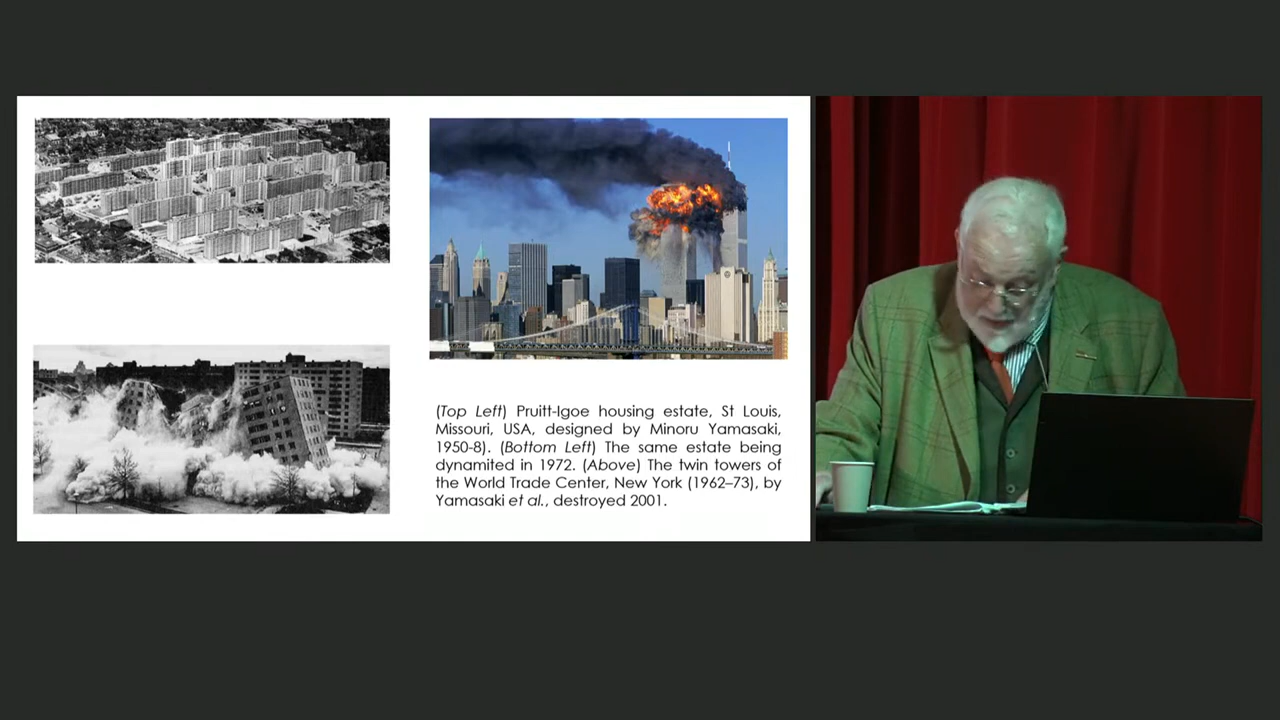 (Top Left) Pruitt-Igoe housing estate, St Louis,
Missouri, USA, designed by Minoru Yamasaki,
1950-8). (Bottom Left) The same estate being
dynamited in 1972. (Above) The twin towers of
the World Trade Center, New York (1962–73), by
Yamasaki et al., destroyed 2001.